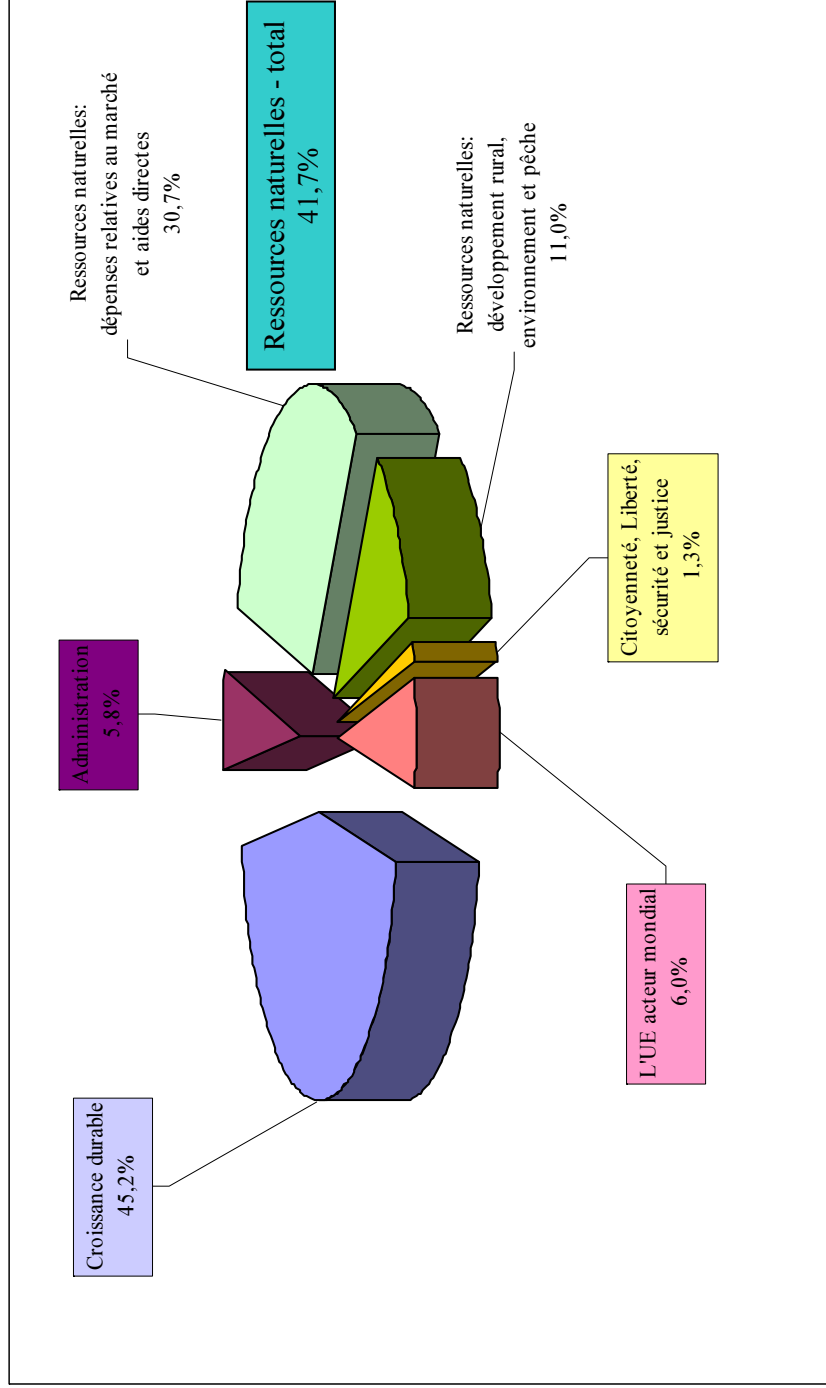 Croissance durable
45,2%
Administration
5,8%
Ressources naturelles:
dépenses relatives au marché
et aides directes
30,7%
Ressources naturelles - total
41,7%
Ressources naturelles:
développement rural,
environnement et pêche
11,0%
Citoyenneté, Liberté,
sécurité et justice
1,3%
L'UE acteur mondial
6,0%